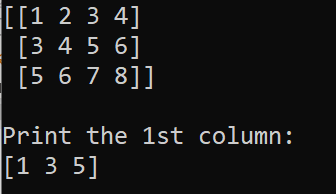 [[1 2 3 4]
 [3 4 5 6]
 [5 6 7 8]]

Print the 1st column:
[1 3 5]